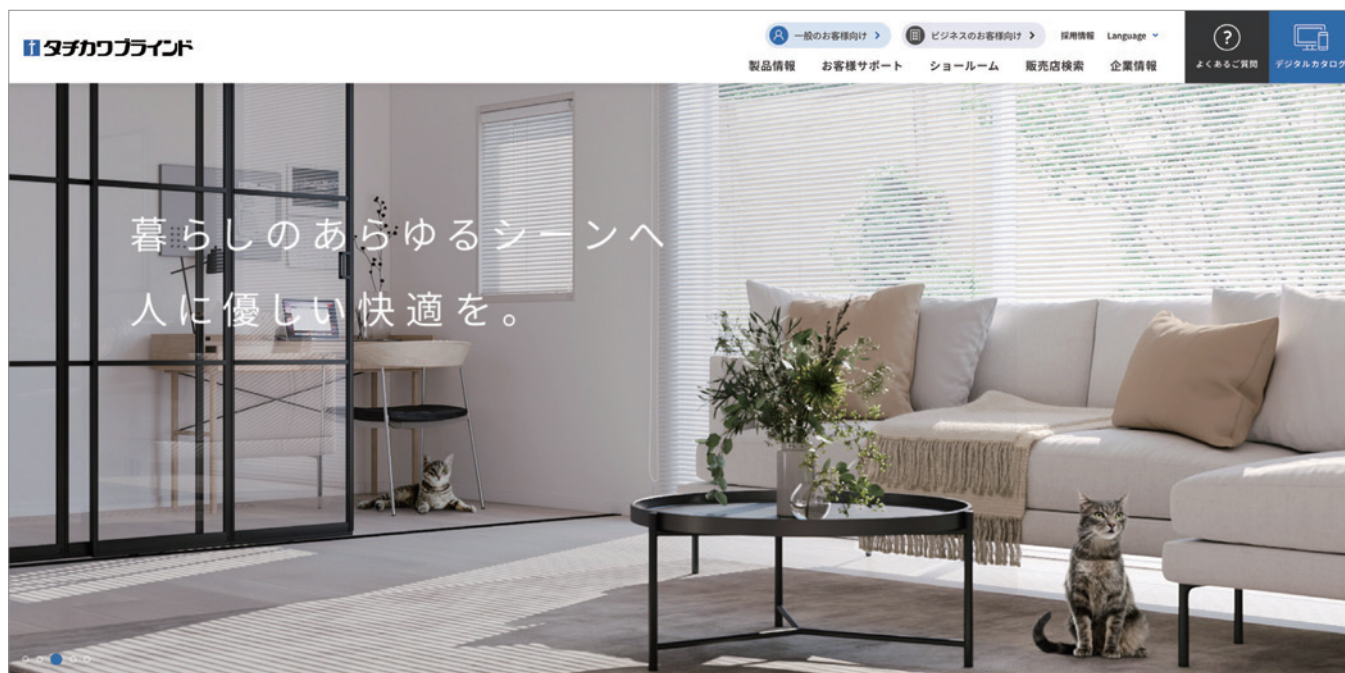 タチカワブラインド
一般のお客様向け
ビジネスのお客様向け
採用情報
Language
製品情報
お客様サポート
ショールーム
販売店検索
企業情報
よくあるご質問
デジタルカタログ
暮らしのあらゆるシーンへ
人に優しい快適を。